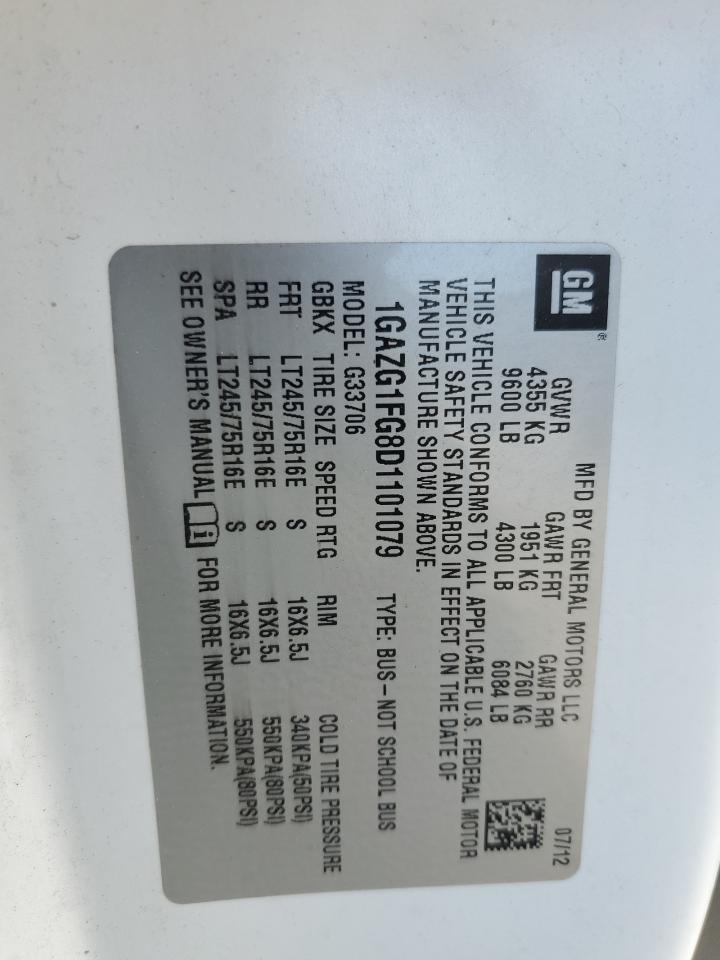 GM®
MFD BY GENERAL MOTORS LLC 07/12
GVWR GAWR FRT GAWR RR
4355 KG 1951 KG 2760 KG
9600 LB 4300 LB 6084 LB
THIS VEHICLE CONFORMS TO ALL APPLICABLE U.S. FEDERAL MOTOR
VEHICLE SAFETY STANDARDS IN EFFECT ON THE DATE OF
MANUFACTURE SHOWN ABOVE.
1GAZG1FG8D1101079 TYPE: BUS-NOT SCHOOL BUS
MODEL: G33706
GBKX TIRE SIZE SPEED RTG RIM COLD TIRE PRESSURE
FRT LT245/75R16E S 16X6.5J 340KPA(50PSI)
RR LT245/75R16E S 16X6.5J 550KPA(80PSI)
SPA LT245/75R16E S 16X6.5J 550KPA(80PSI)
SEE OWNER'S MANUAL FOR MORE INFORMATION.